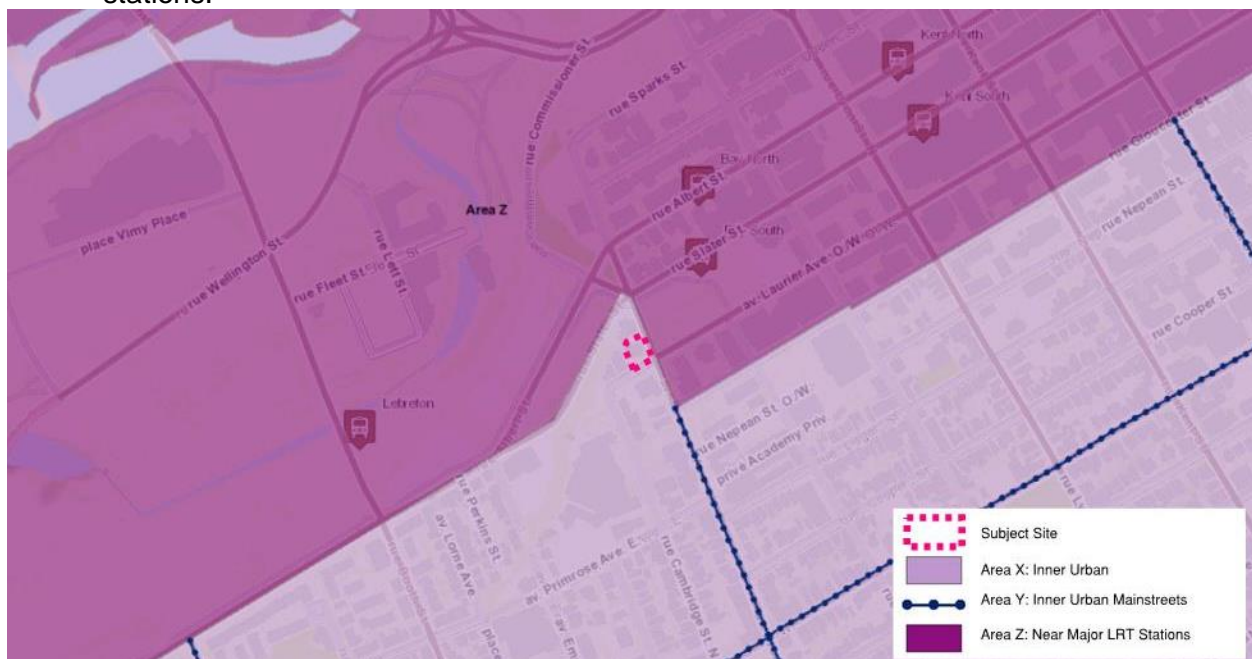 stations.
Kent North
rue Commissioner St.
rue Sparks St.
Kent South
rue Gloucester St.
Bay North
rue Albert St.
rue Nepean St.
Area Z
place Vimy Place
rue Slater St.
South
rue Lett St.
av. Laurier Ave. O./W.
rue Wellington St.
rue Fleet St.
rue Cooper St.
Lebreton
rue Nepean St. O./W.
privé Academy Priv
rue Perkins St.
av. Lorne Ave.
av. Primrose Ave. E.
rue Cambridge St. N
place
av. Em
Subject Site
Area X: Inner Urban
Area Y: Inner Urban Mainstreets
Area Z: Near Major LRT Stations